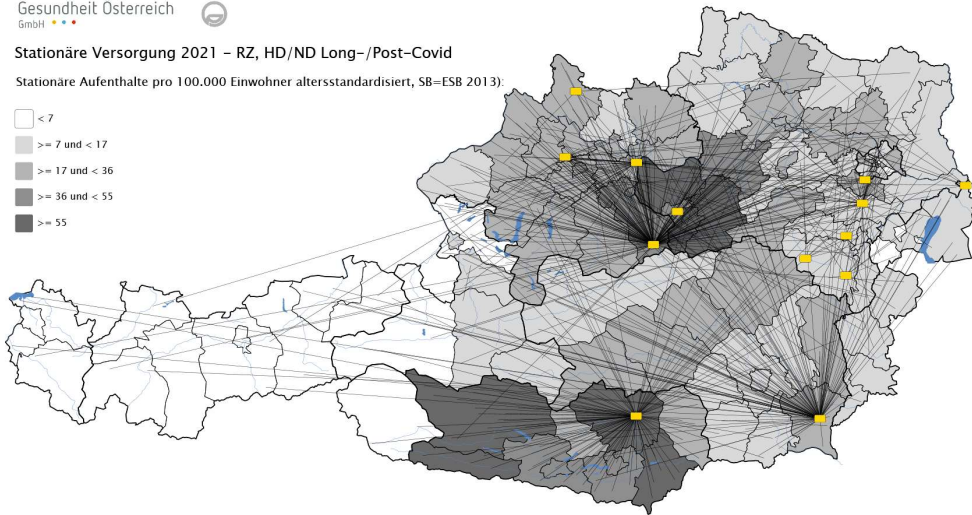 Gesundheit Österreich
GmbH
Stationäre Versorgung 2021 – RZ, HD/ND Long-/Post-Covid
Stationäre Aufenthalte pro 100.000 Einwohner altersstandardisiert, SB=ESB 2013):
< 7
>= 7 und < 17
>= 17 und < 36
>= 36 und < 55
>= 55